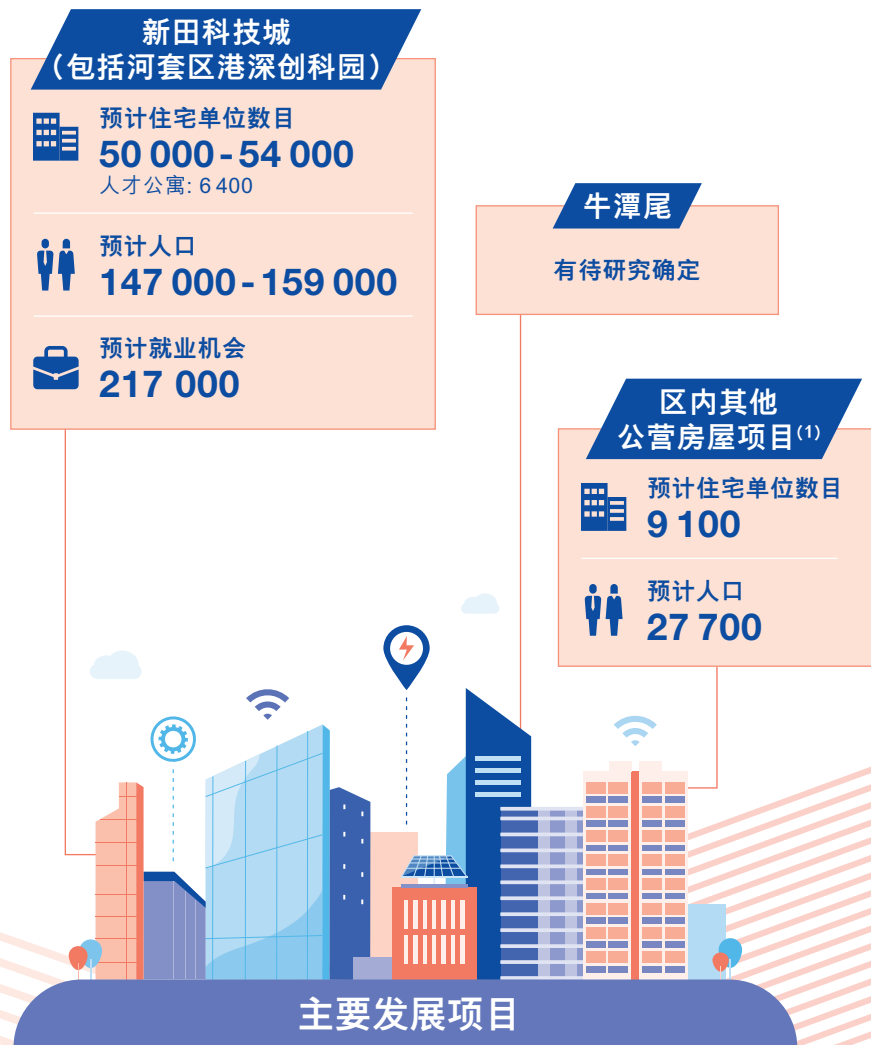 新田科技城
（包括河套区港深创科园）
预计住宅单位数目
50 000 - 54 000
人才公寓: 6 400
预计人口
147 000 - 159 000
预计就业机会
217 000
牛潭尾
有待研究确定
区内其他
公营房屋项目(1)
预计住宅单位数目
9 100
预计人口
27 700
主要发展项目